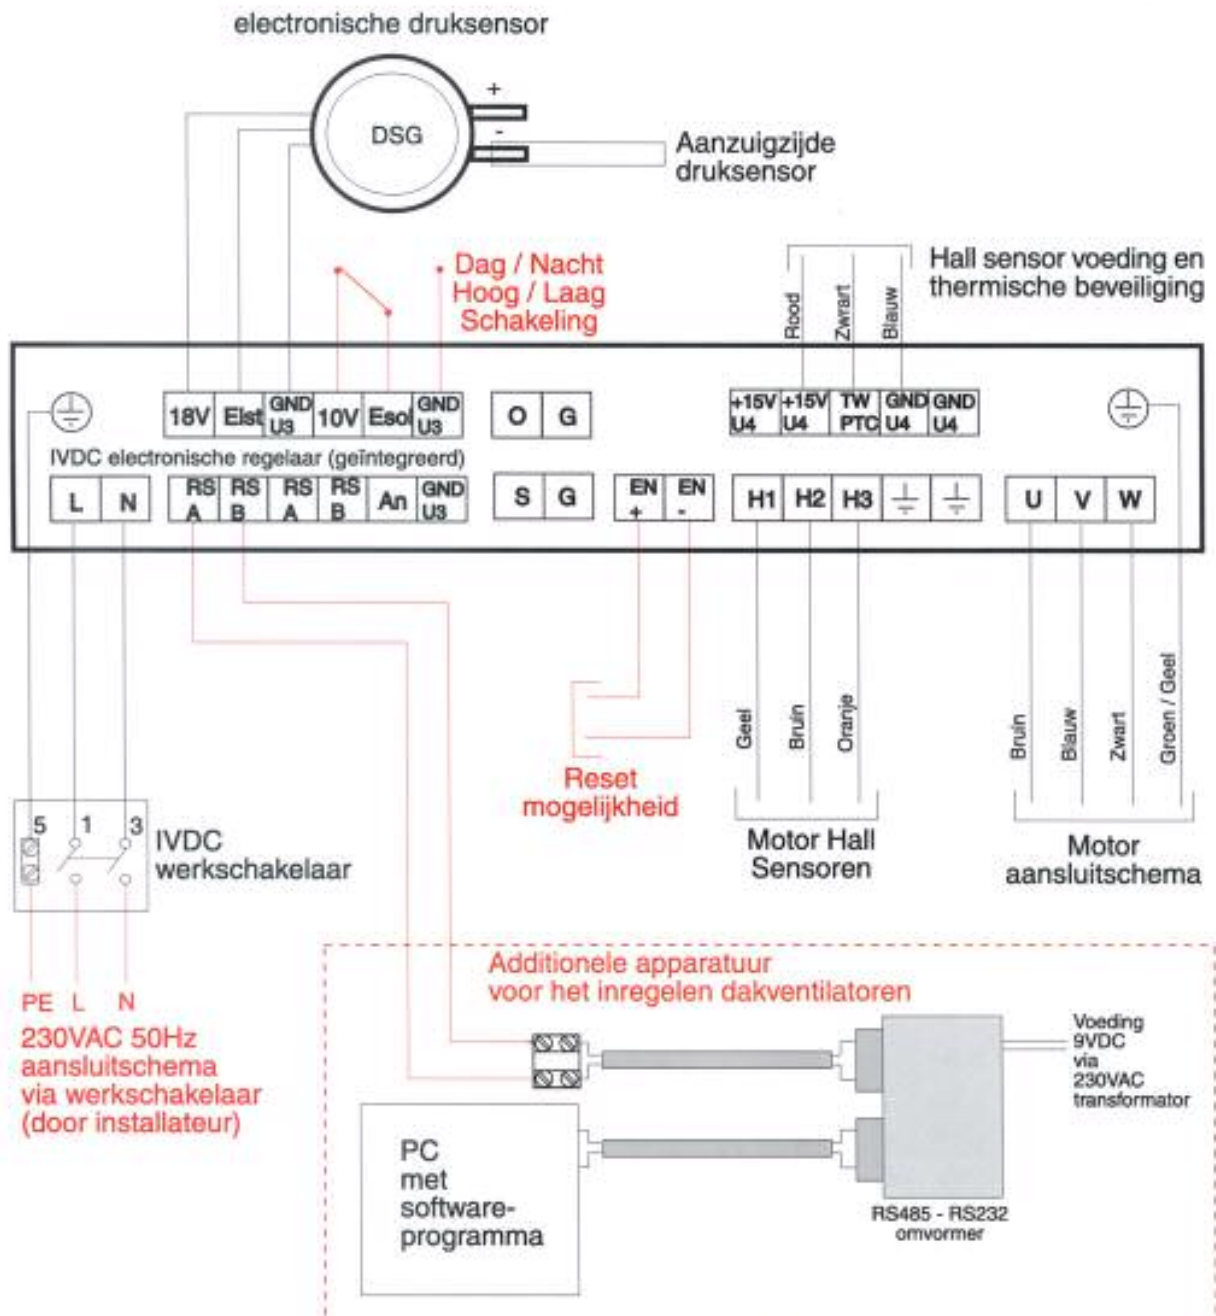 electronische druksensor
+
DSG
-
Aanzuigzijde
druksensor
Dag / Nacht
Hoog / Laag
Schakeling
Hall sensor voeding en
thermische beveiliging
Rood
Zwrart
Blauw
18V EIst GND U3 10V Esol GND U3
O G
+15V U4 +15V U4 TW PTC GND U4 GND U4
IVDC electronische regelaar (geïntegreerd)
L N
RS A RS B RS A RS B An GND U3
S G
EN + EN -
H1 H2 H3
U V W
Geel
Bruin
Oranje
Bruin
Blauw
Zwart
Groen / Geel
Reset
mogelijkheid
Motor Hall
Sensoren
Motor
aansluitschema
5 1 3
IVDC
werkschakelaar
PE L N
230VAC 50Hz
aansluitschema
via werkschakelaar
(door installateur)
Additionele apparatuur
voor het inregelen dakventilatoren
Voeding
9VDC
via
230VAC
transformator
PC
met
software-
programma
RS485 - RS232
omvormer